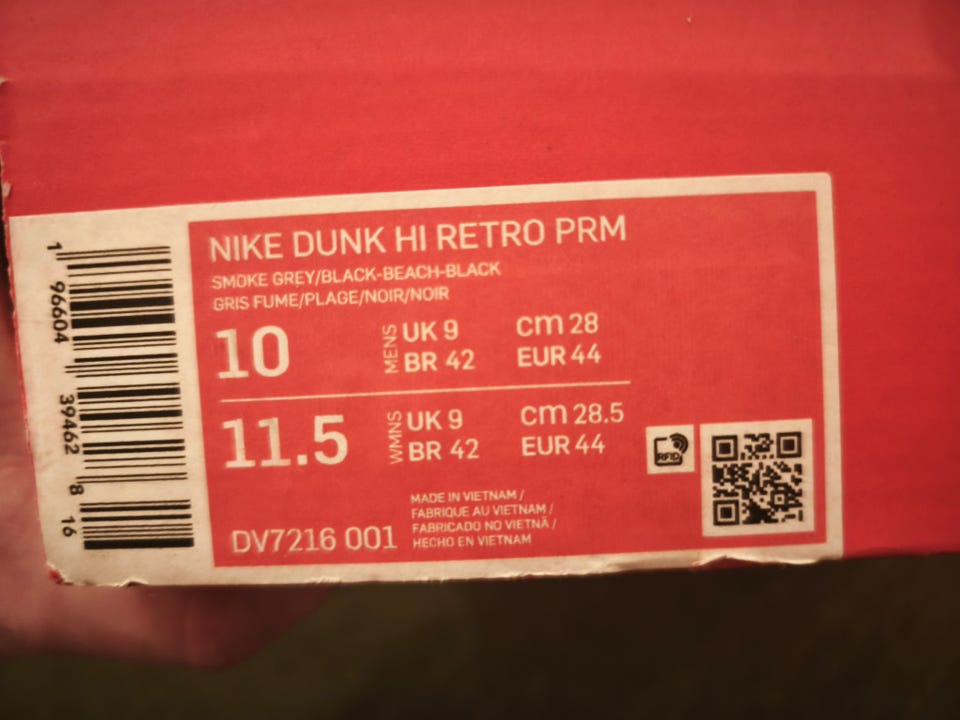 1 96604 39462 8 16
NIKE DUNK HI RETRO PRM
SMOKE GREY/BLACK-BEACH-BLACK
GRIS FUME/PLAGE/NOIR/NOIR
10 MENS UK 9 cm 28
BR 42 EUR 44
11.5 WMNS UK 9 cm 28.5
BR 42 EUR 44
RFID
MADE IN VIETNAM /
FABRIQUE AU VIETNAM /
FABRICADO NO VIETNÃ /
HECHO EN VIETNAM
DV7216 001